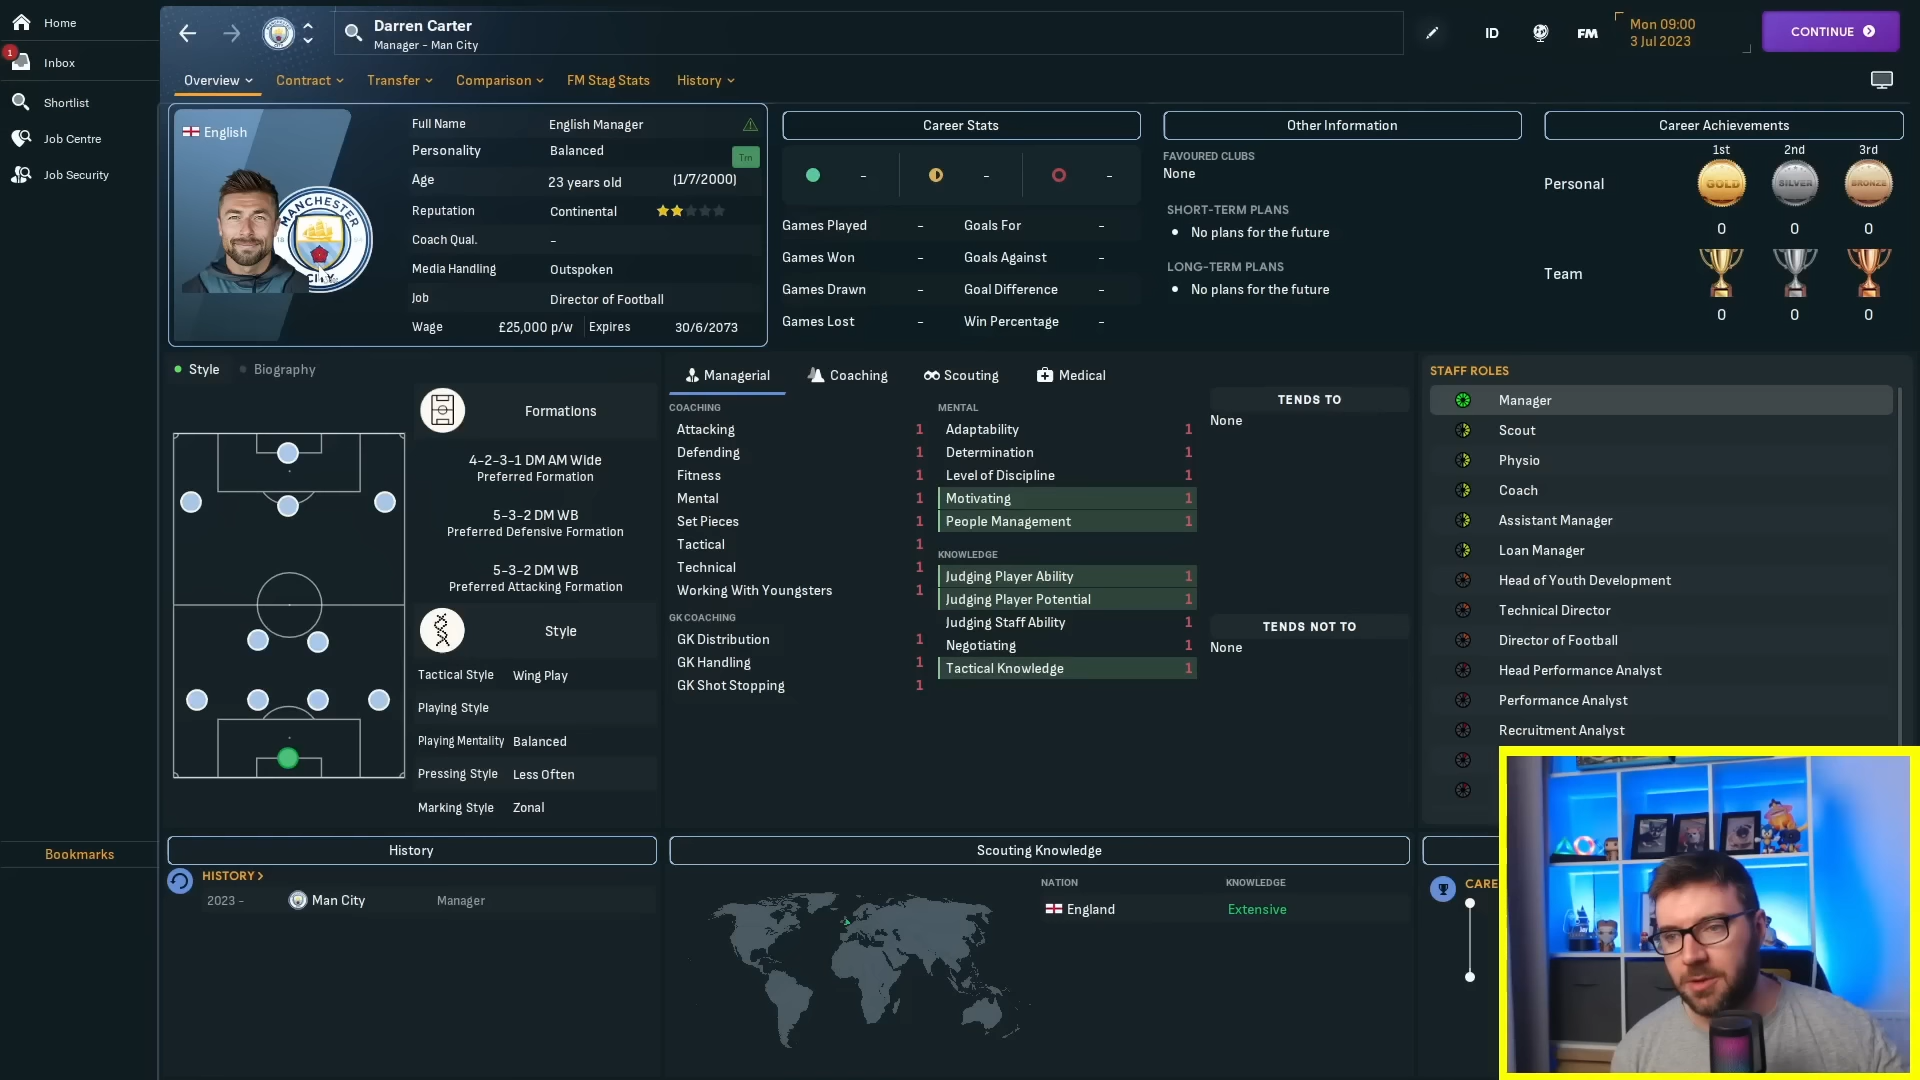 Home
1
Inbox
Shortlist
Job Centre
Job Security
Bookmarks
Darren Carter
Manager - Man City
ID
FM
Mon 09:00
3 Jul 2023
CONTINUE
Overview
Contract
Transfer
Comparison
FM Stag Stats
History
English
MANCHESTER
18
CITY
Full Name English Manager
Personality Balanced
Trn
Age 23 years old (1/7/2000)
Reputation Continental
Coach Qual. -
Media Handling Outspoken
Job Director of Football
Wage £25,000 p/w Expires 30/6/2073
Career Stats
- - -
Games Played - Goals For -
Games Won - Goals Against -
Games Drawn - Goal Difference -
Games Lost - Win Percentage -
Other Information
FAVOURED CLUBS
None
SHORT-TERM PLANS
• No plans for the future
LONG-TERM PLANS
• No plans for the future
Career Achievements
1st 2nd 3rd
Personal
GOLD SILVER BRONZE
0 0 0
Team
0 0 0
Style
Biography
Formations
4-2-3-1 DM AM Wide
Preferred Formation
5-3-2 DM WB
Preferred Defensive Formation
5-3-2 DM WB
Preferred Attacking Formation
Style
Tactical Style Wing Play
Playing Style
Playing Mentality Balanced
Pressing Style Less Often
Marking Style Zonal
Managerial
Coaching
Scouting
Medical
COACHING
Attacking 1
Defending 1
Fitness 1
Mental 1
Set Pieces 1
Tactical 1
Technical 1
Working With Youngsters 1
GK COACHING
GK Distribution 1
GK Handling 1
GK Shot Stopping 1
MENTAL
Adaptability 1
Determination 1
Level of Discipline 1
Motivating 1
People Management 1
KNOWLEDGE
Judging Player Ability 1
Judging Player Potential 1
Judging Staff Ability 1
Negotiating 1
Tactical Knowledge 1
TENDS TO
None
TENDS NOT TO
None
STAFF ROLES
Manager
Scout
Physio
Coach
Assistant Manager
Loan Manager
Head of Youth Development
Technical Director
Director of Football
Head Performance Analyst
Performance Analyst
Recruitment Analyst
History
HISTORY >
2023 - Man City Manager
Scouting Knowledge
NATION KNOWLEDGE
England Extensive
CARE